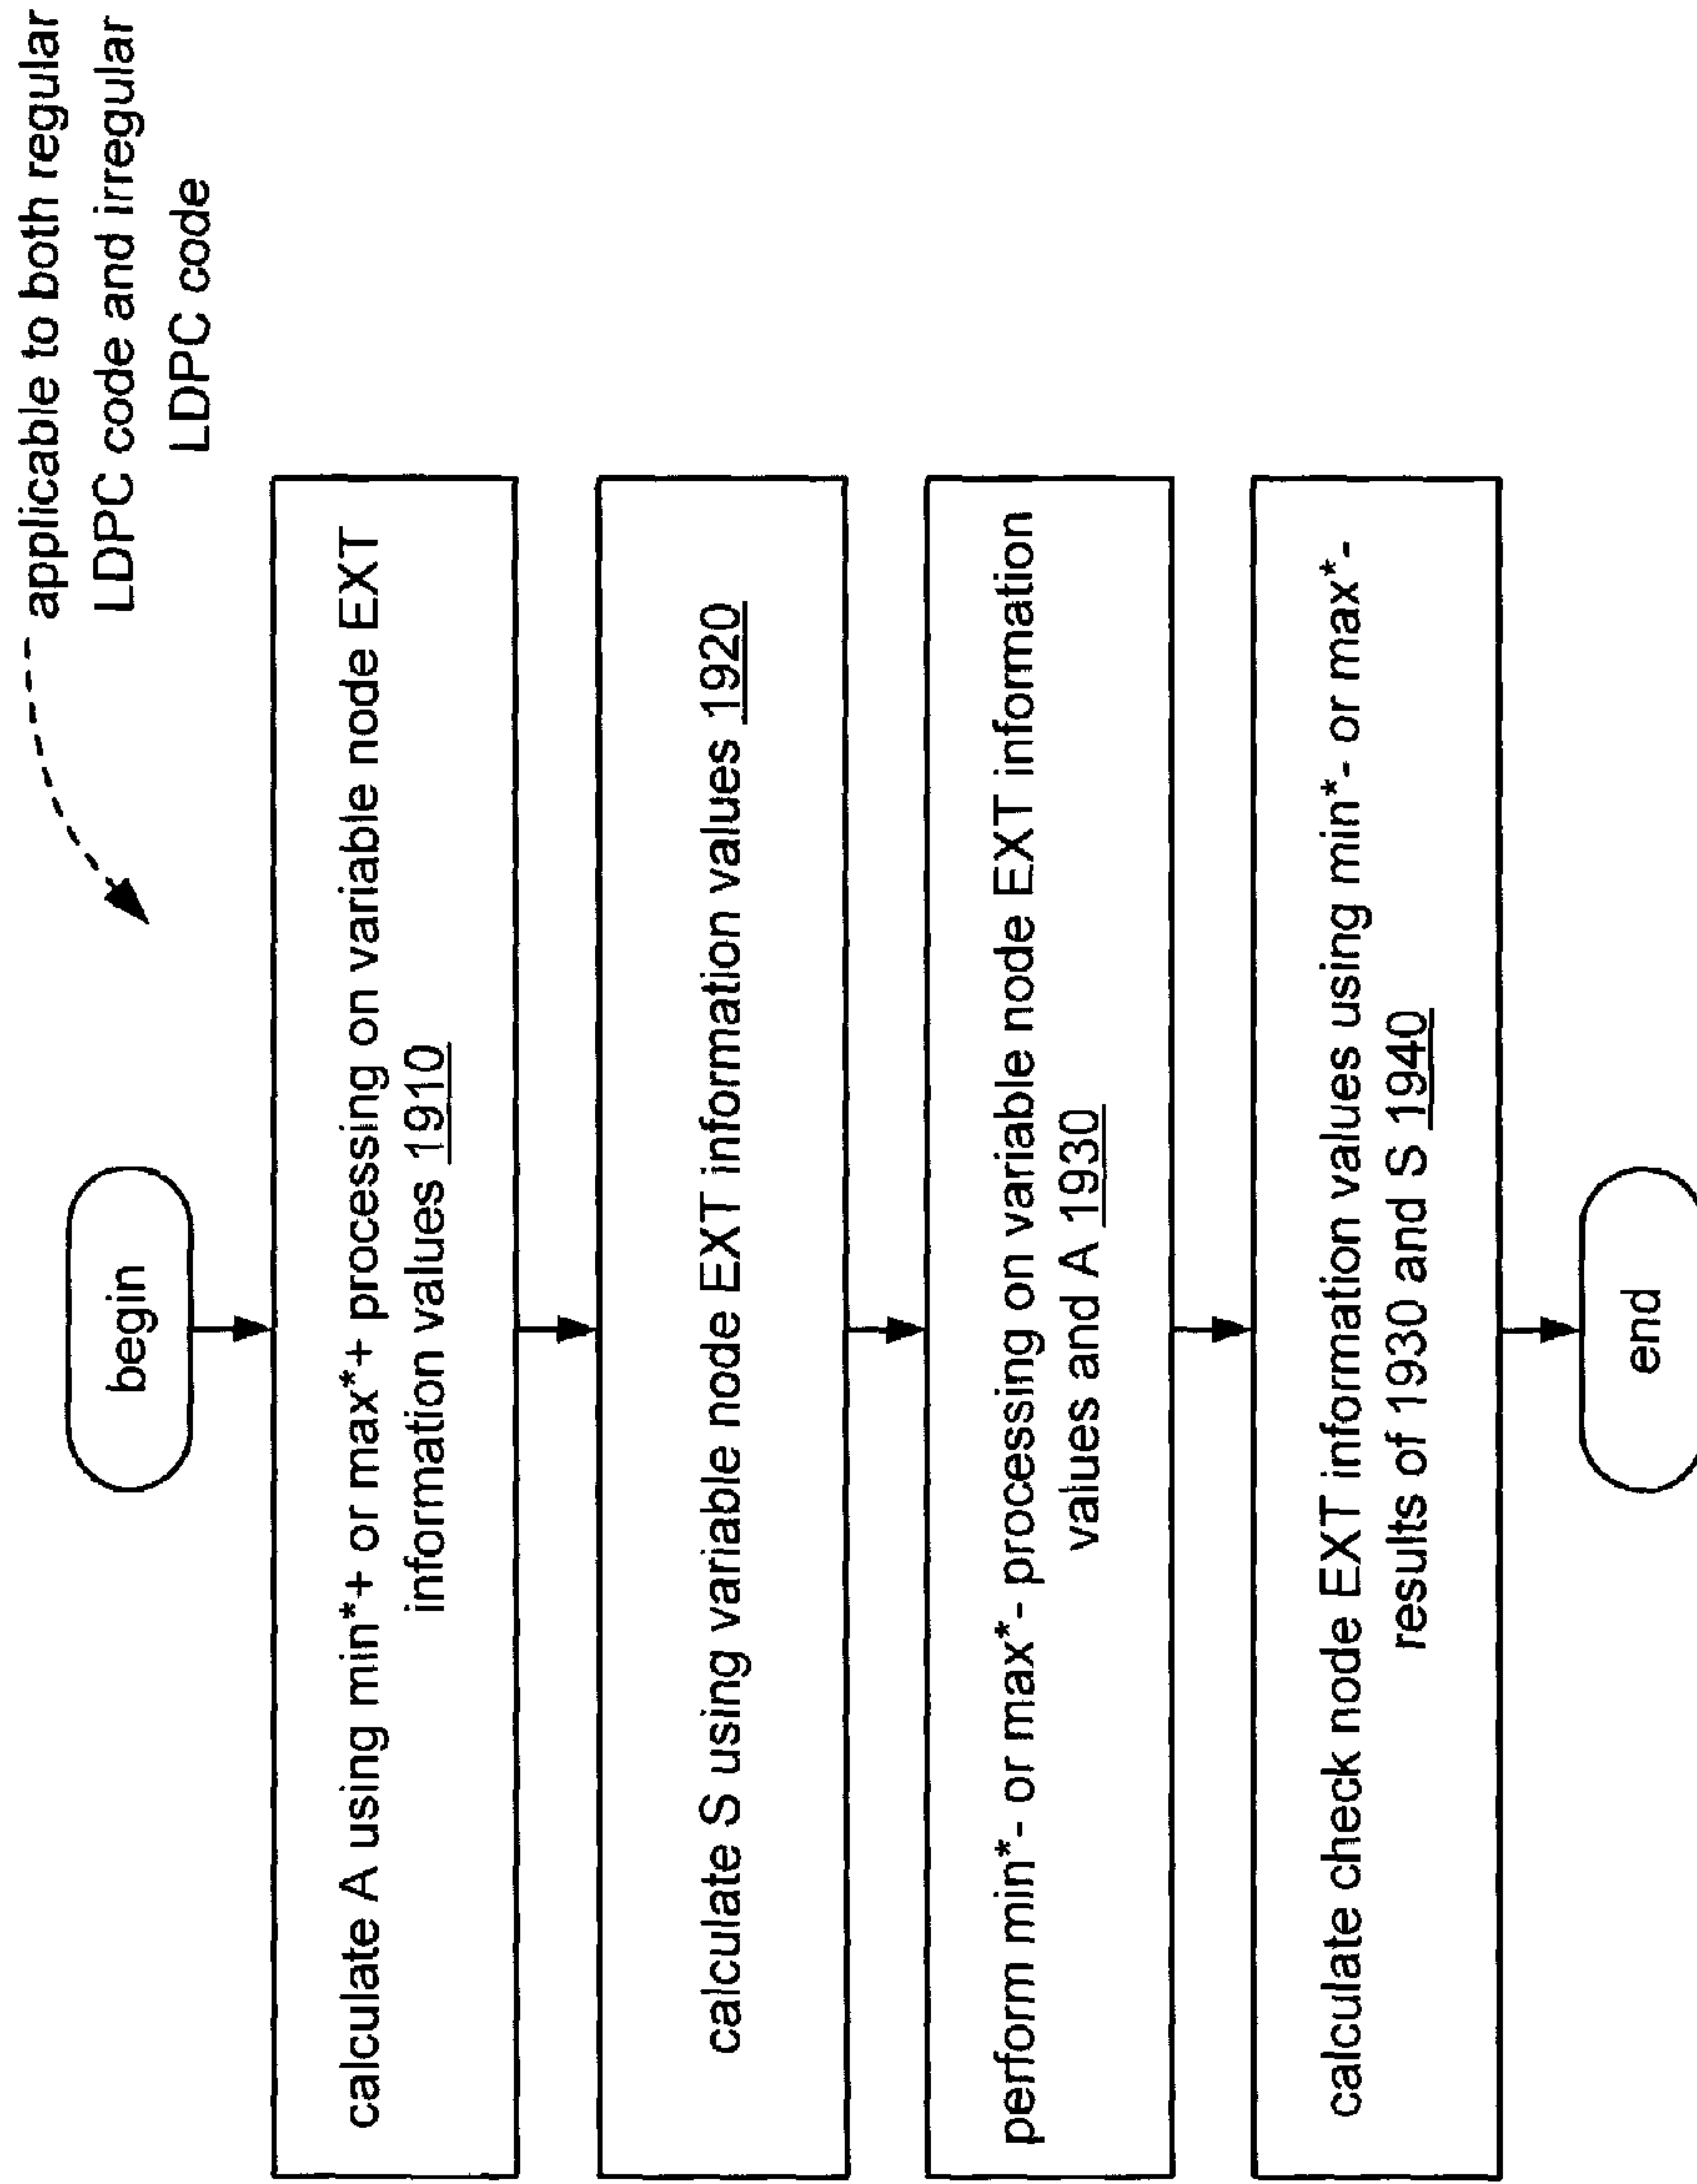 applicable to both regular
LDPC code and irregular
LDPC code
begin
calculate A using min*+ or max*+ processing on variable node EXT
information values 1910
calculate S using variable node EXT information values 1920
perform min*- or max*- processing on variable node EXT information
values and A 1930
calculate check node EXT information values using min*- or max*-
results of 1930 and S 1940
end